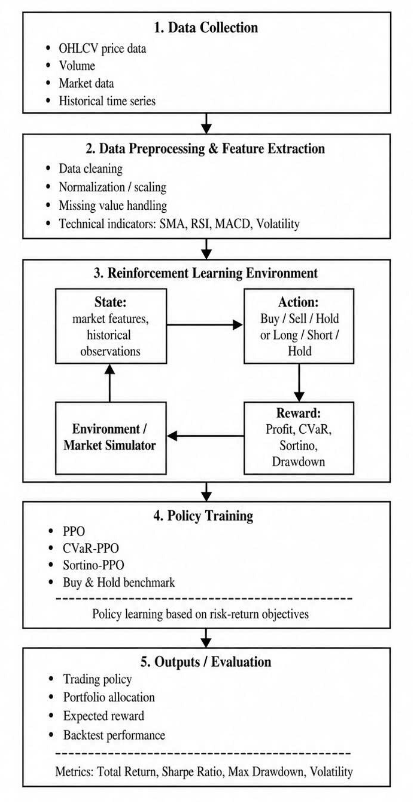 1. Data Collection
• OHLCV price data
• Volume
• Market data
• Historical time series
2. Data Preprocessing & Feature Extraction
• Data cleaning
• Normalization / scaling
• Missing value handling
• Technical indicators: SMA, RSI, MACD, Volatility
3. Reinforcement Learning Environment
State:
market features,
historical
observations
Action:
Buy / Sell / Hold
or Long / Short /
Hold
Environment /
Market Simulator
Reward:
Profit, CVaR,
Sortino,
Drawdown
4. Policy Training
• PPO
• CVaR-PPO
• Sortino-PPO
• Buy & Hold benchmark
Policy learning based on risk-return objectives
5. Outputs / Evaluation
• Trading policy
• Portfolio allocation
• Expected reward
• Backtest performance
Metrics: Total Return, Sharpe Ratio, Max Drawdown, Volatility